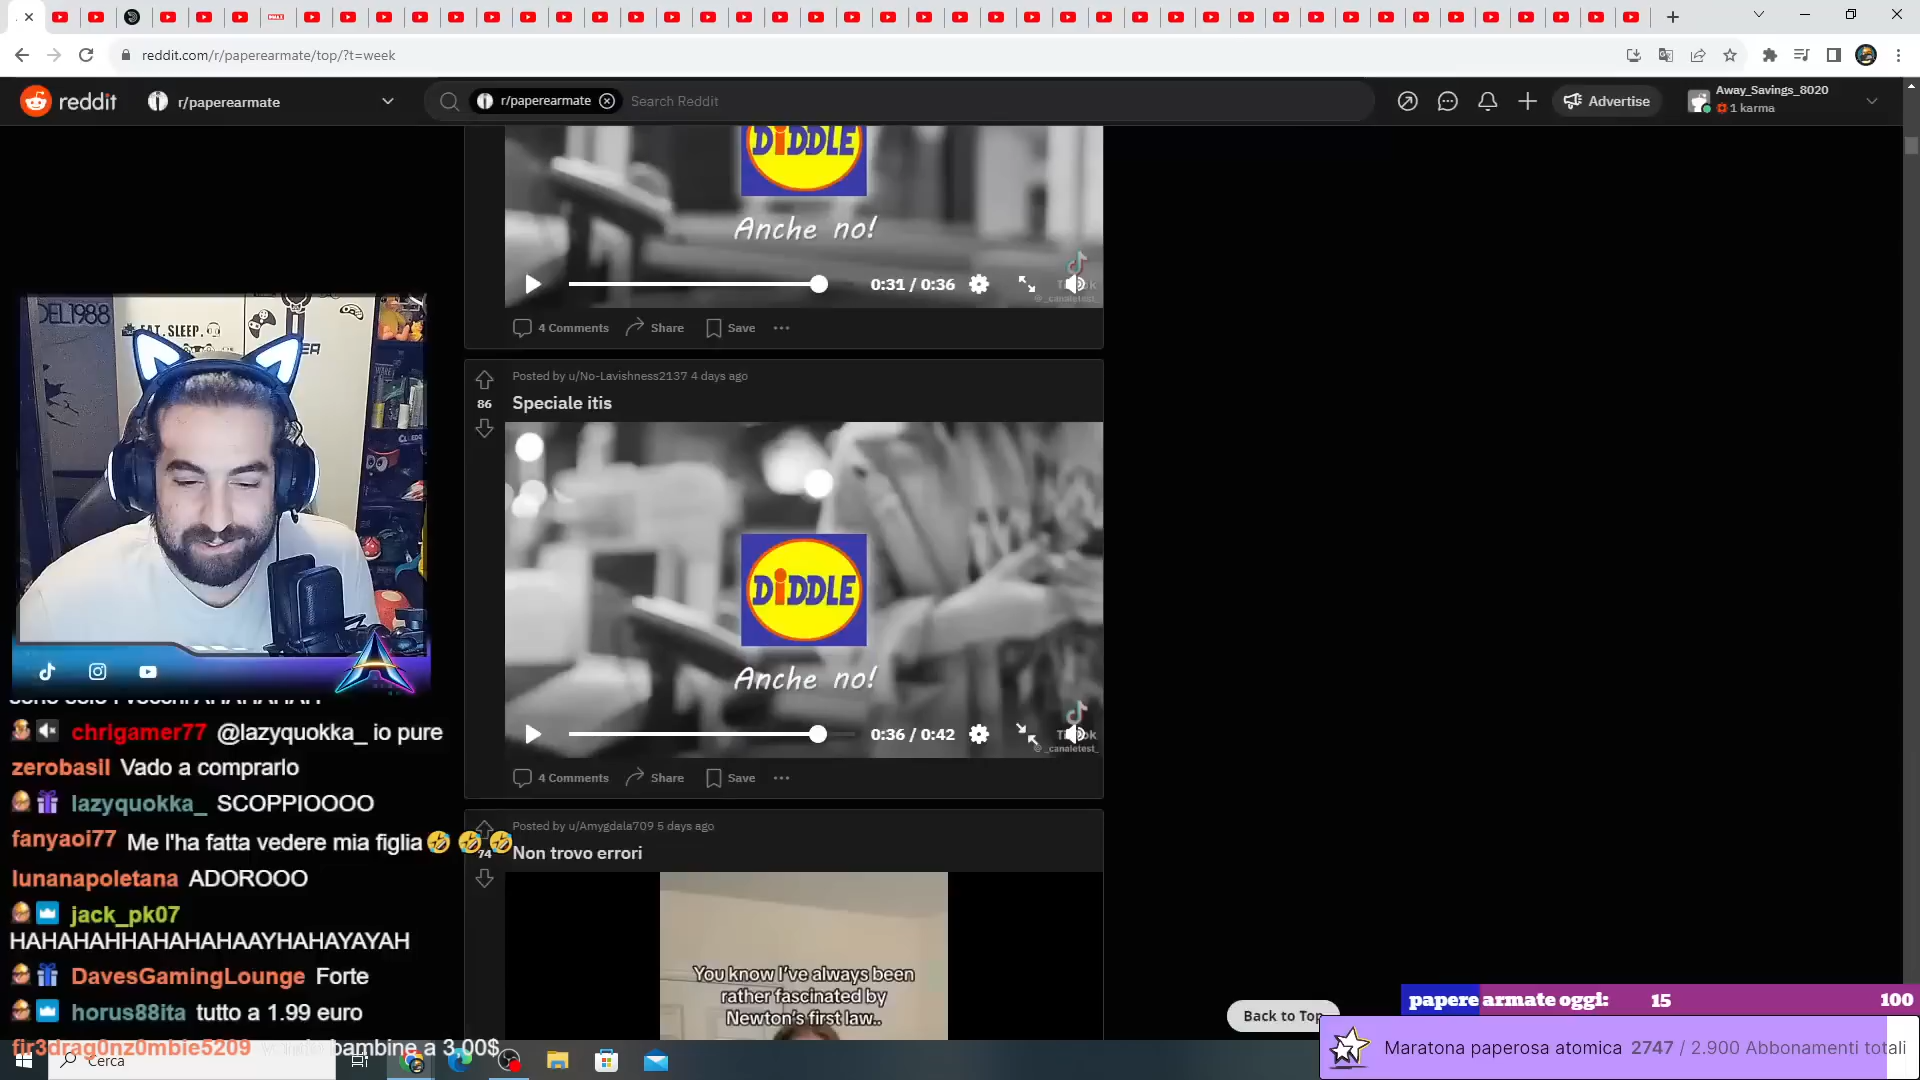 reddit.com/r/paperearmate/top/?t=week
reddit
r/paperearmate
r/paperearmate
Search Reddit
Advertise
Away_Savings_8020
1 karma
DiDDLE
Anche no!
0:31 / 0:36
4 Comments
Share
Save
Posted by u/No-Lavishness2137 4 days ago
86
Speciale itis
DiDDLE
Anche no!
0:36 / 0:42
@_canaletest_
4 Comments
Share
Save
Posted by u/Amygdala709 5 days ago
74
Non trovo errori
You know I've always been
rather fascinated by
Newton's first law..
Back to Top
DEL1988
EAT.SLEEP.
chrigamer77 @lazyquokka_ io pure
zerobasil Vado a comprarlo
lazyquokka_ SCOPPIOOOO
fanyaoi77 Me l'ha fatta vedere mia figlia🤣🤣🤣
lunanapoletana ADOROOO
jack_pk07
HAHAHAHHAHAHAHAAYHAHAYAYAH
DavesGamingLounge Forte
horus88ita tutto a 1.99 euro
fir3drag0nz0mbie5209 vendo bambine a 3,00$
Cerca
papere armate oggi: 15 100
Maratona paperosa atomica 2747 / 2.900 Abbonamenti totali